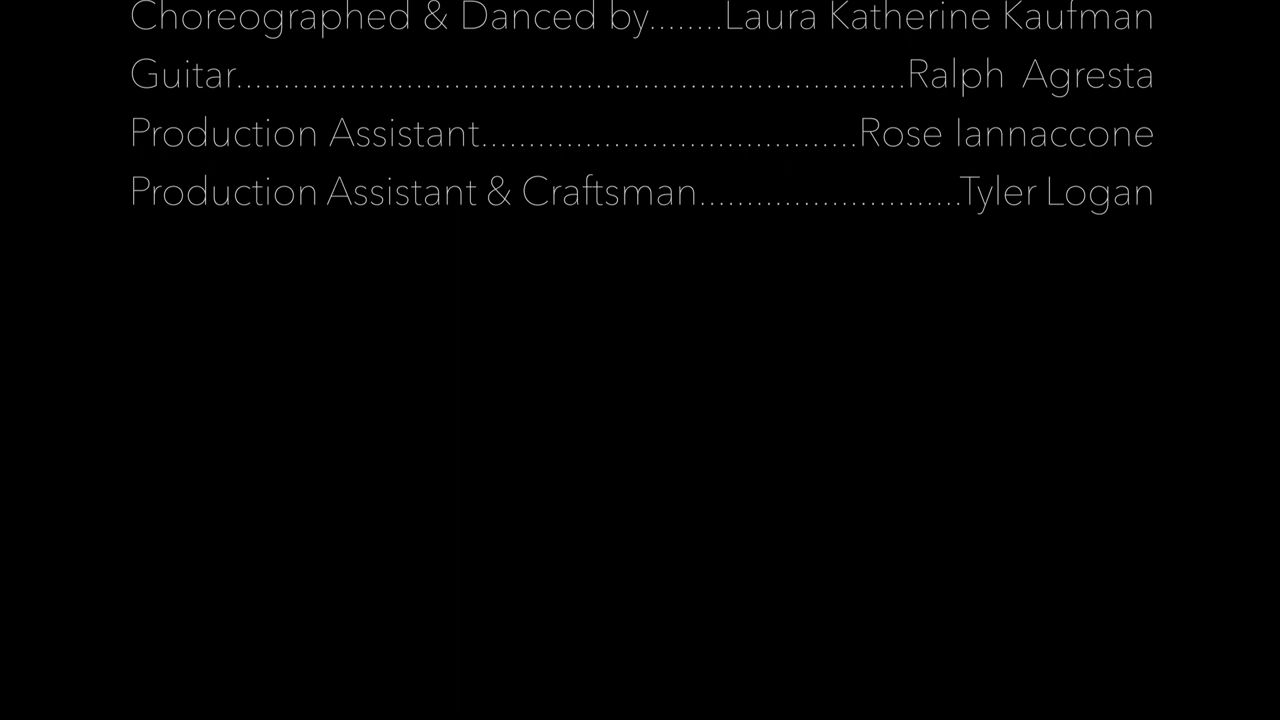 Choreographed & Danced by........Laura Katherine Kaufman
Guitar.......................................................................Ralph  Agresta
Production Assistant........................................Rose Iannaccone
Production Assistant & Craftsman............................Tyler Logan